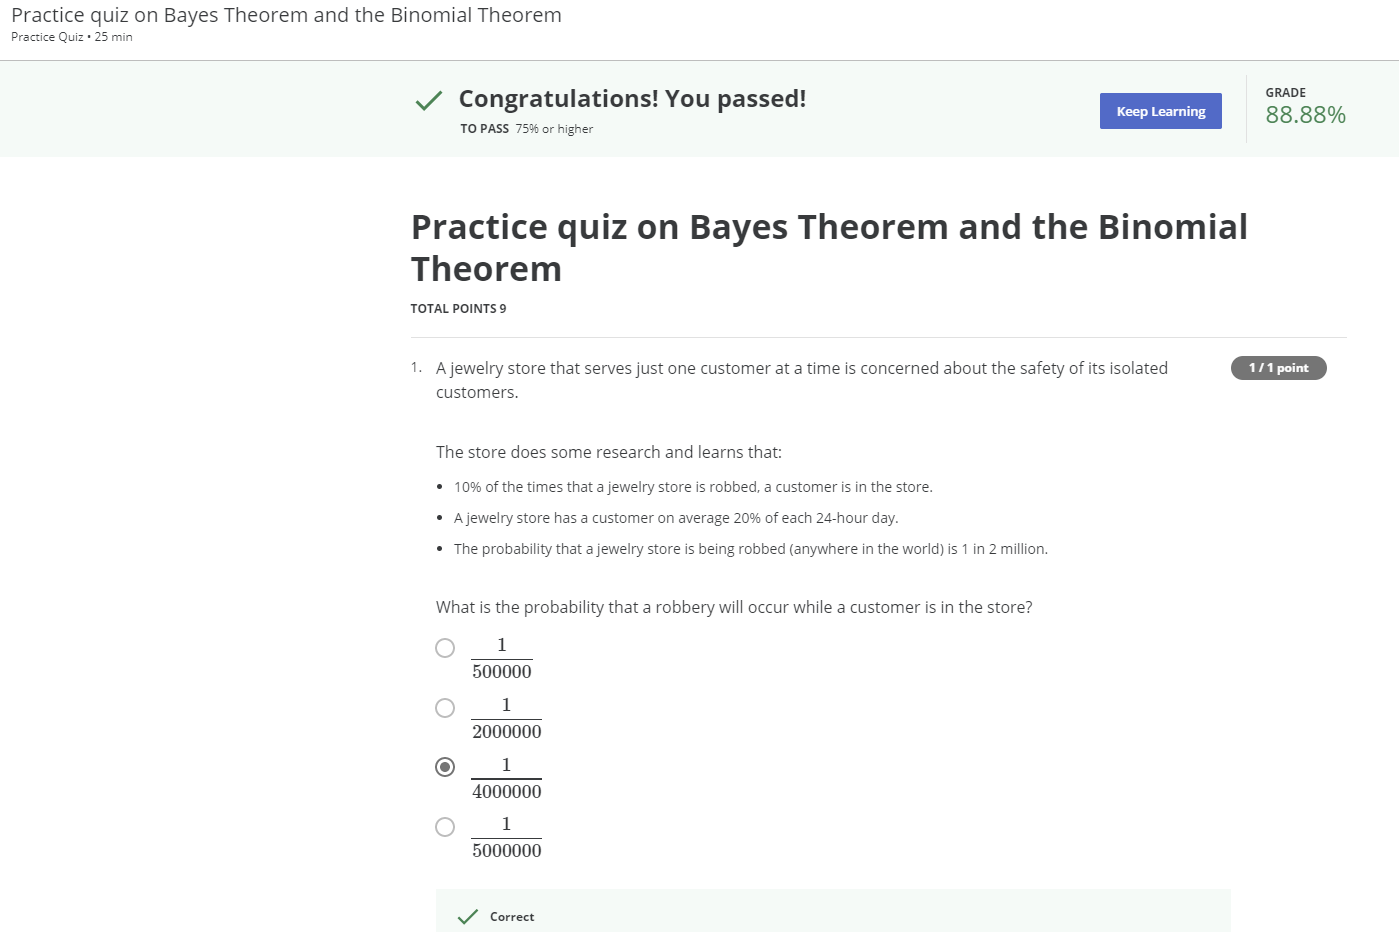 Practice quiz on Bayes Theorem and the Binomial Theorem
Practice Quiz • 25 min
Congratulations! You passed!
TO PASS 75% or higher
Keep Learning
GRADE
88.88%
Practice quiz on Bayes Theorem and the Binomial
Theorem
TOTAL POINTS 9
1. A jewelry store that serves just one customer at a time is concerned about the safety of its isolated
customers.
1 / 1 point
The store does some research and learns that:
• 10% of the times that a jewelry store is robbed, a customer is in the store.
• A jewelry store has a customer on average 20% of each 24-hour day.
• The probability that a jewelry store is being robbed (anywhere in the world) is 1 in 2 million.
What is the probability that a robbery will occur while a customer is in the store?
1
500000
1
2000000
1
4000000
1
5000000
Correct